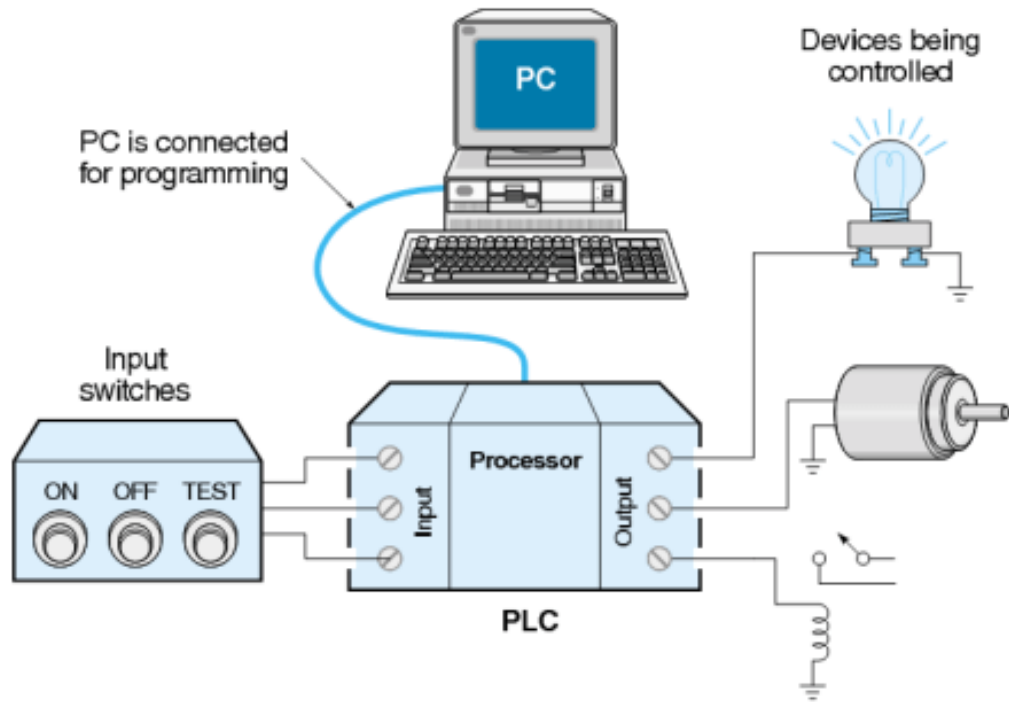 PC
Devices being
controlled
PC is connected
for programming
Input
switches
ON OFF TEST
Input
Processor
Output
PLC